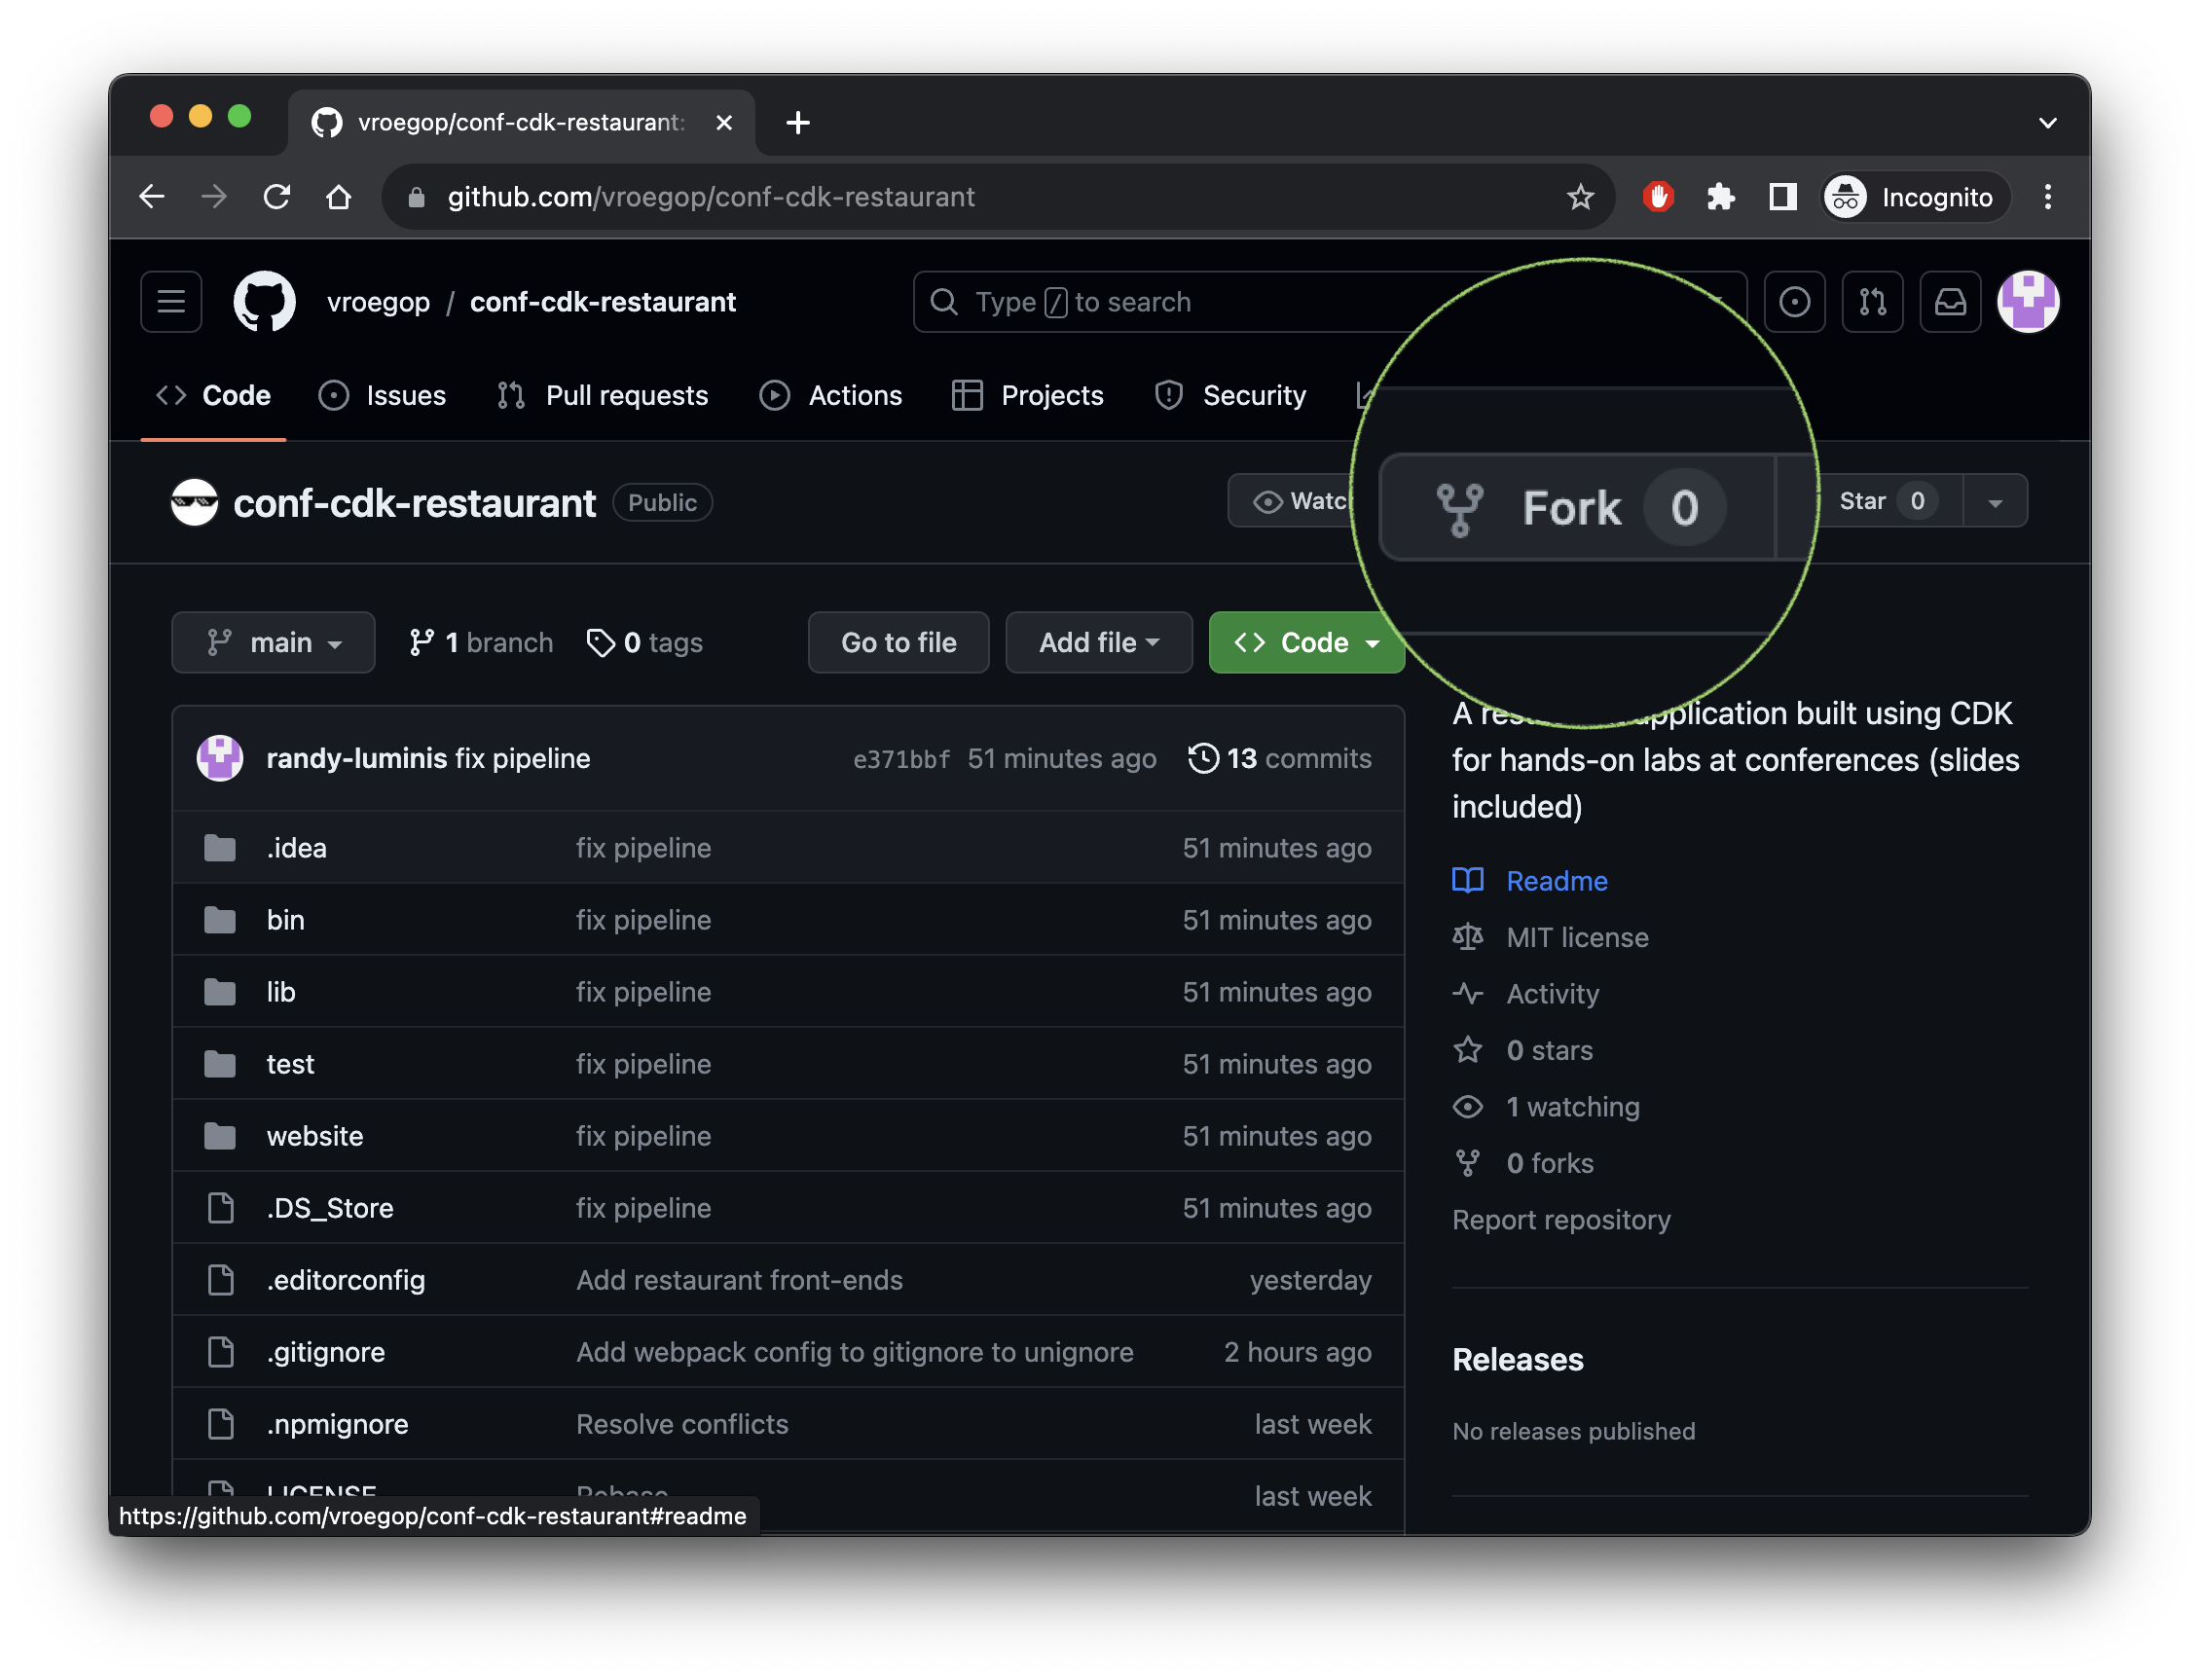 vroegop/conf-cdk-restaurant:
github.com/vroegop/conf-cdk-restaurant
Incognito
vroegop / conf-cdk-restaurant
Type / to search
Code Issues Pull requests Actions Projects Security
conf-cdk-restaurant Public
Fork 0
Star 0
main 1 branch 0 tags Go to file Add file Code
A application built using CDK
for hands-on labs at conferences (slides
included)
randy-luminis fix pipeline e371bbf 51 minutes ago 13 commits
.idea fix pipeline 51 minutes ago
bin fix pipeline 51 minutes ago
lib fix pipeline 51 minutes ago
test fix pipeline 51 minutes ago
website fix pipeline 51 minutes ago
.DS_Store fix pipeline 51 minutes ago
.editorconfig Add restaurant front-ends yesterday
.gitignore Add webpack config to gitignore to unignore 2 hours ago
.npmignore Resolve conflicts last week
LICENSE Rebase last week
Readme
MIT license
Activity
0 stars
1 watching
0 forks
Report repository
Releases
No releases published
https://github.com/vroegop/conf-cdk-restaurant#readme